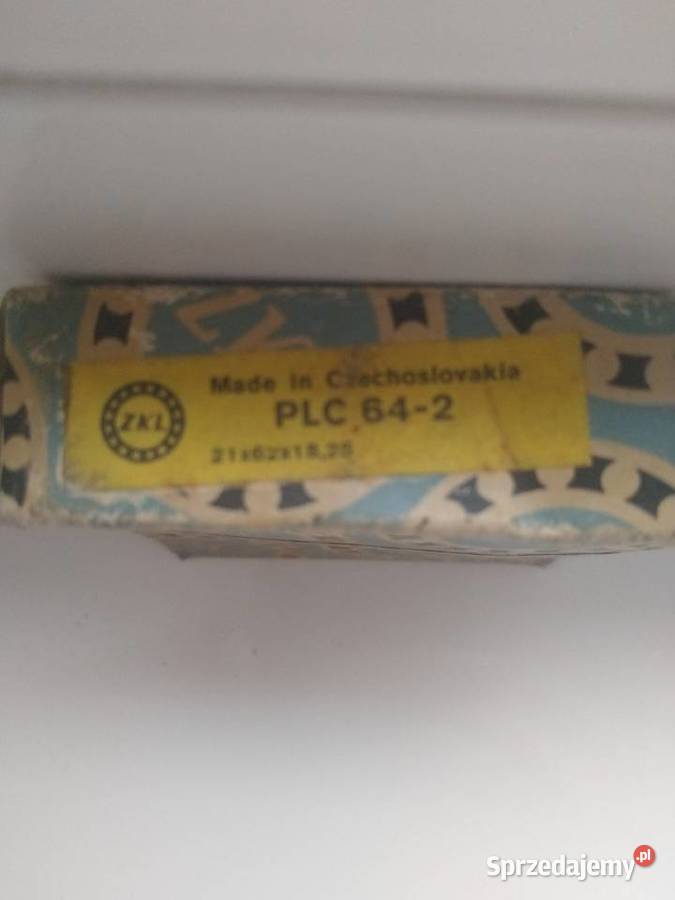 ZKL
Made in Czechoslovakia
PLC 64-2
21x62x18,25
Sprzedajemy.pl